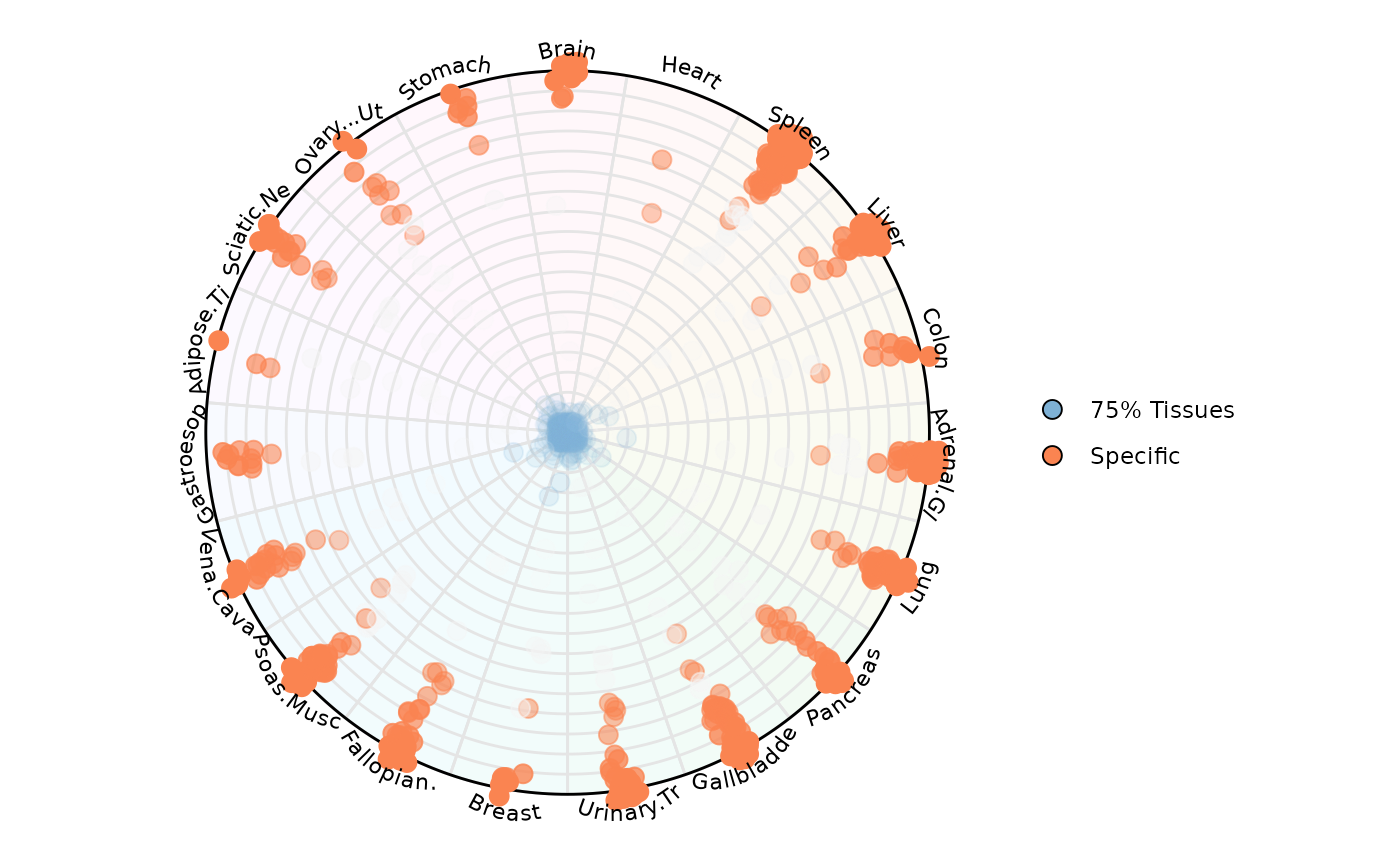 Brain
Heart
Spleen
Liver
Colon
Adrenal.Gl
Lung
Pancreas
Gallbladde
Urinary.Tr
Breast
Fallopian.
Psoas.Musc
Vena.Cava
Gastroesop
Adipose.Ti
Sciatic.Ne
Ovary...Ut
Stomach
75% Tissues
Specific